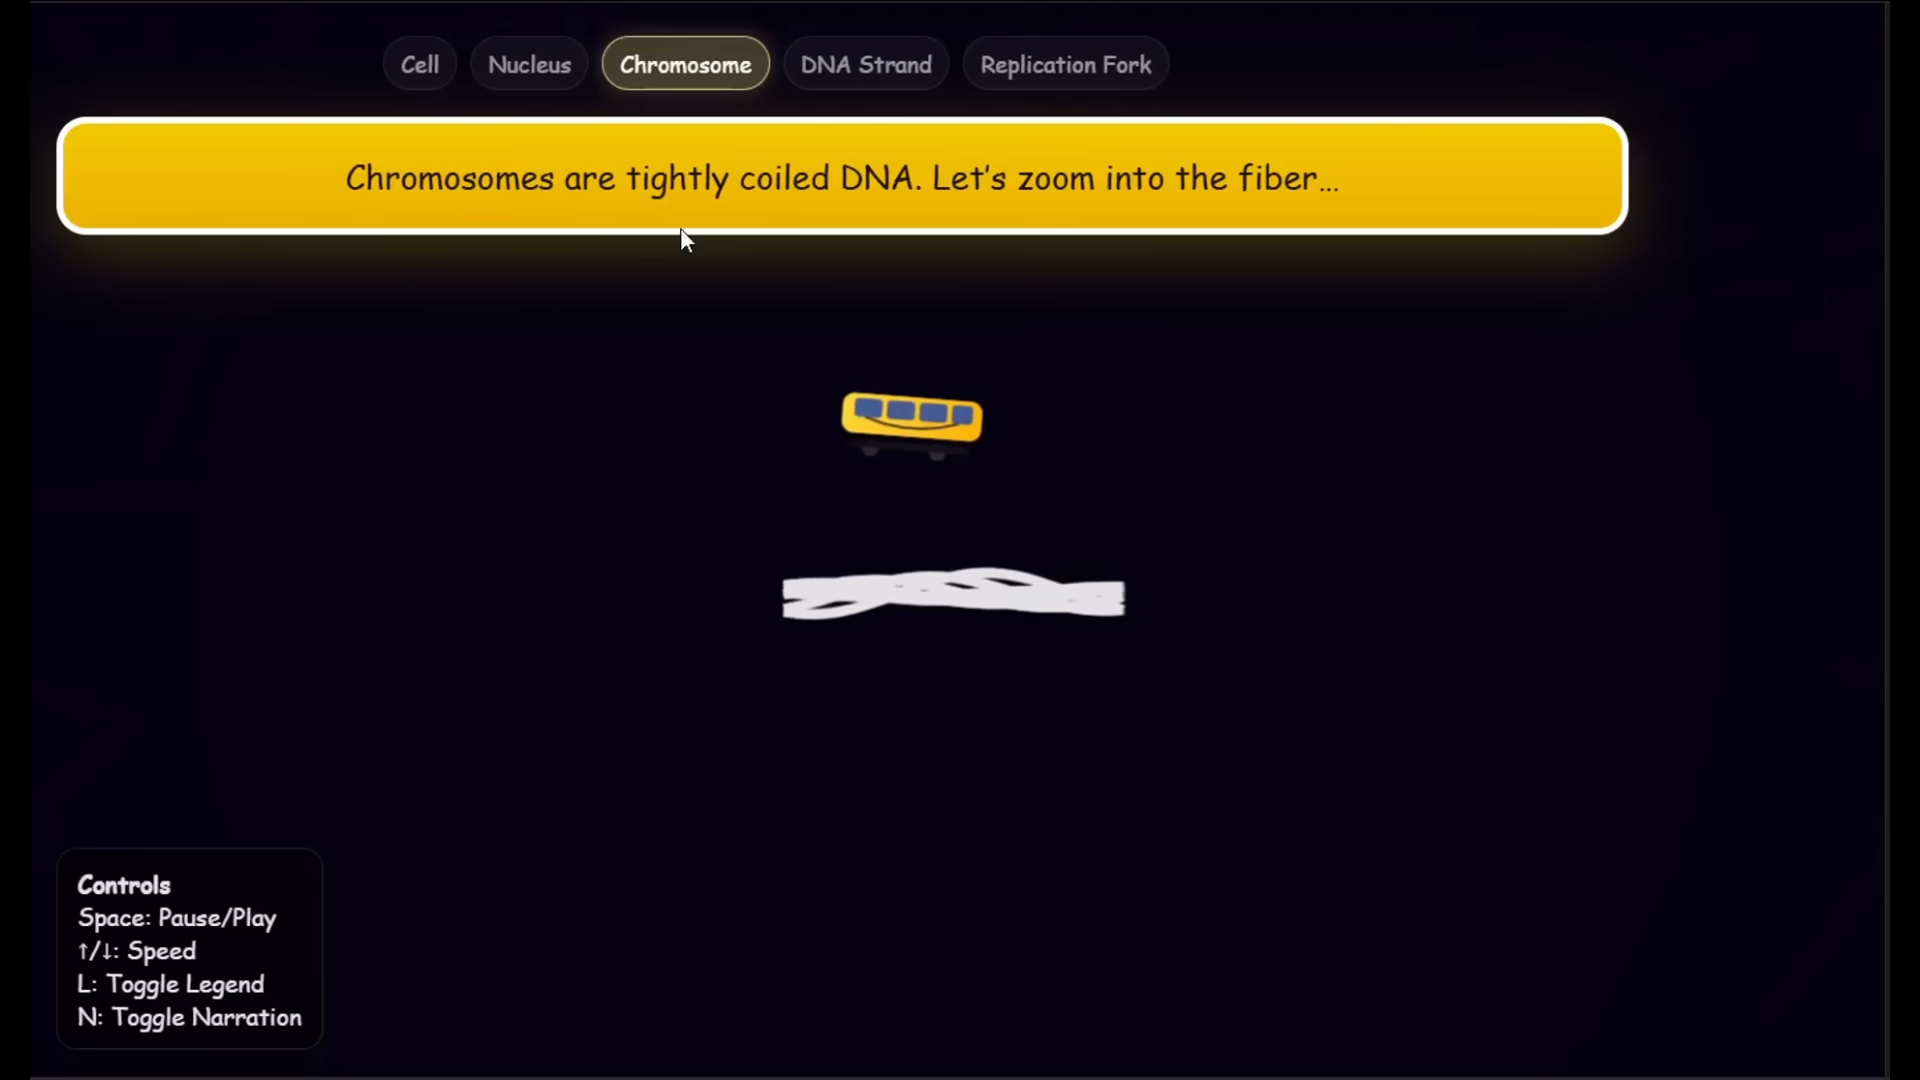 Cell
Nucleus
Chromosome
DNA Strand
Replication Fork
Chromosomes are tightly coiled DNA. Let's zoom into the fiber...
Controls
Space: Pause/Play
↑/↓: Speed
L: Toggle Legend
N: Toggle Narration